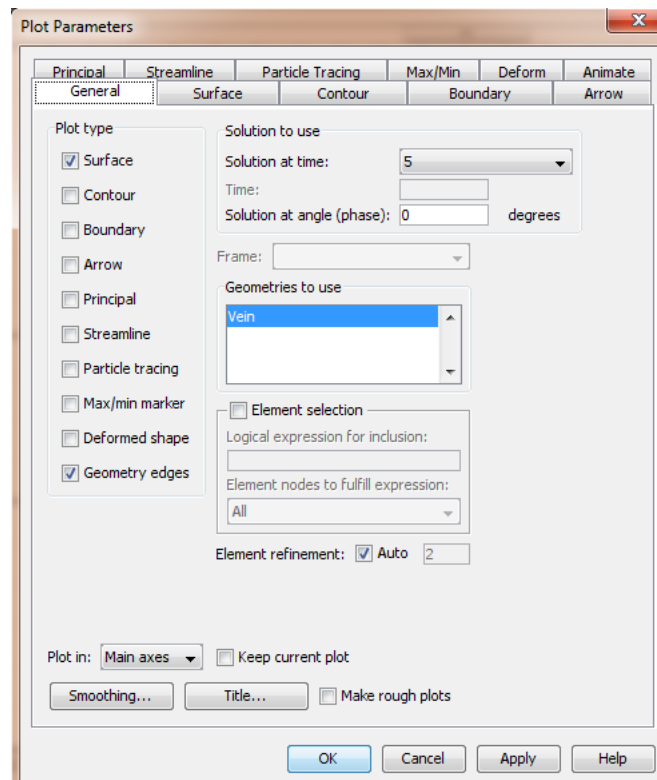 Plot Parameters
Principal Streamline Particle Tracing Max/Min Deform Animate
General Surface Contour Boundary Arrow
Plot type
Surface
Contour
Boundary
Arrow
Principal
Streamline
Particle tracing
Max/min marker
Deformed shape
Geometry edges
Solution to use
Solution at time: 5
Time:
Solution at angle (phase): 0 degrees
Frame:
Geometries to use
Vein
Element selection
Logical expression for inclusion:
Element nodes to fulfill expression:
All
Element refinement: Auto 2
Plot in: Main axes Keep current plot
Smoothing... Title... Make rough plots
OK Cancel Apply Help